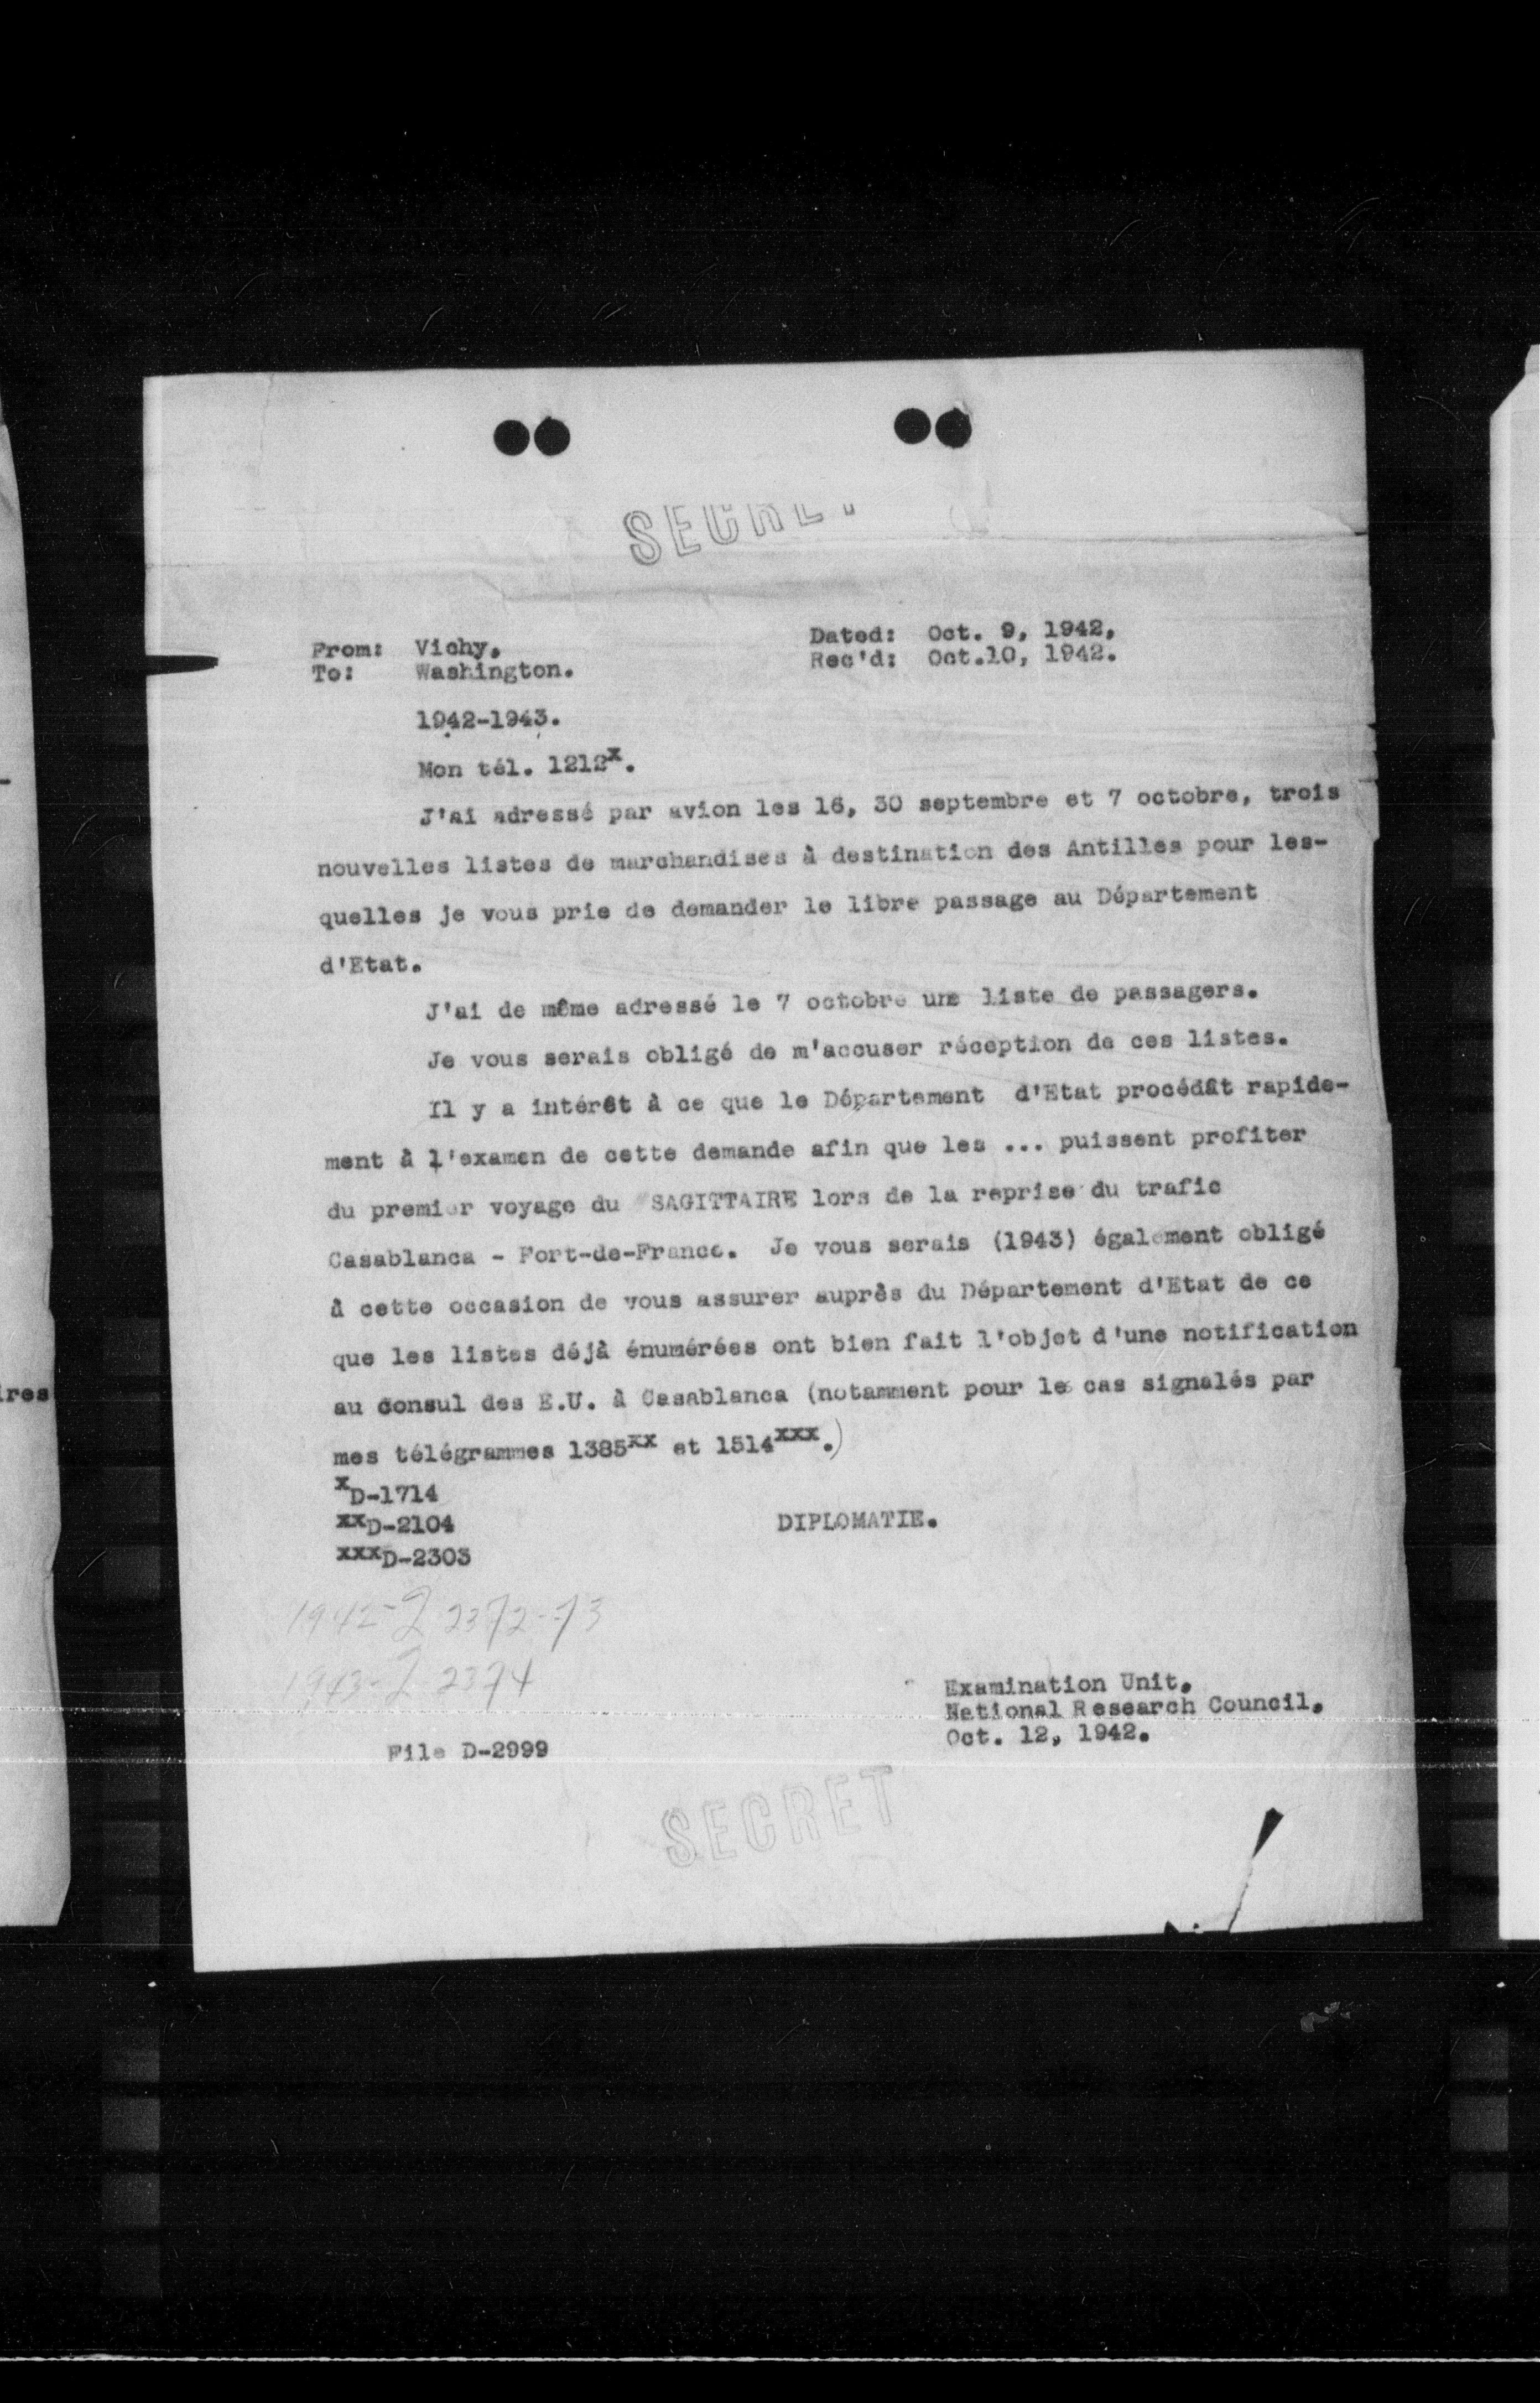 SECRET
From: Vichy.
To: Washington.
Dated: Oct. 9, 1942.
Rec'd: Oct.10, 1942.
1942-1943.
Mon tél. 1212x.
J'ai adressé par avion les 16, 30 septembre et 7 octobre, trois
nouvelles listes de marchandises à destination des Antilles pour les-
quelles je vous prie de demander le libre passage au Département
d'Etat.
J'ai de même adressé le 7 octobre une liste de passagers.
Je vous serais obligé de m'accuser réception de ces listes.
Il y a intérêt à ce que le Département d'Etat procédât rapide-
ment à l'examen de cette demande afin que les ... puissent profiter
du premier voyage du SAGITTAIRE lors de la reprise du trafic
Casablanca - Fort-de-France. Je vous serais (1943) également obligé
à cette occasion de vous assurer auprès du Département d'Etat de ce
que les listes déjà énumérées ont bien fait l'objet d'une notification
au consul des E.U. à Casablanca (notamment pour les cas signalés par
mes télégrammes 1385xx et 1514xxx.)
xD-1714
xxD-2104
xxxD-2303
DIPLOMATIE.
1942-2 2372-73
1943-2 2374
Examination Unit,
National Research Council,
Oct. 12, 1942.
File D-2999
SECRET
ires